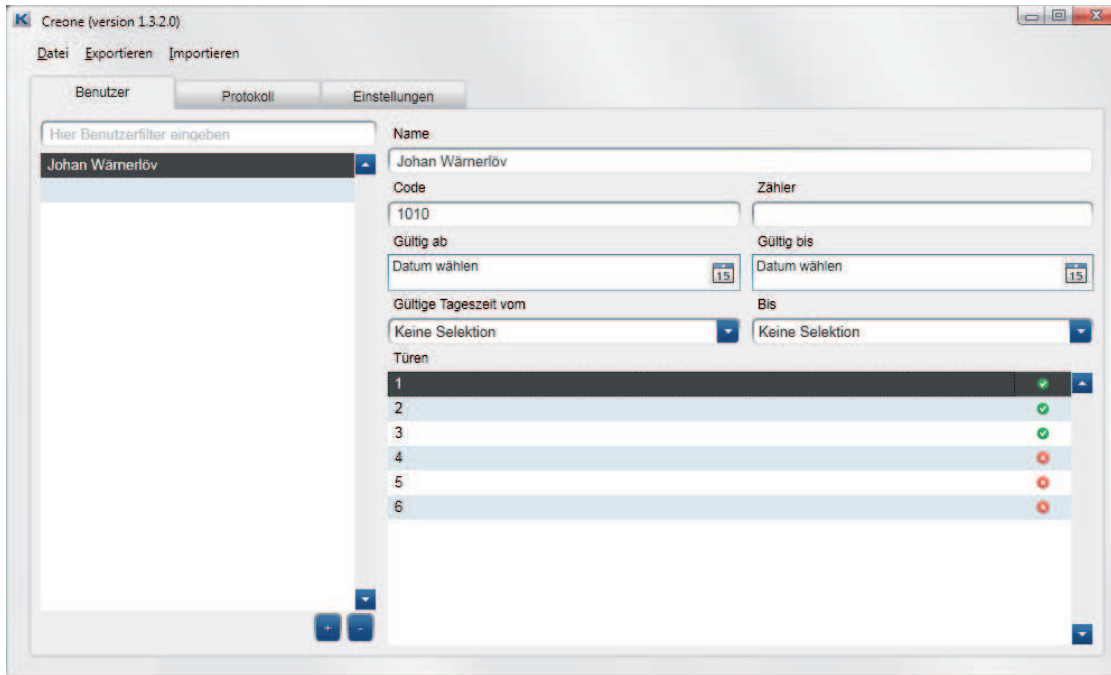 K Creone (version 1.3.2.0)
Datei Exportieren Importieren
Benutzer Protokoll Einstellungen
Hier Benutzerfilter eingeben
Johan Wärnerlöv
Name
Johan Wärnerlöv
Code Zähler
1010
Gültig ab Gültig bis
Datum wählen 15 Datum wählen 15
Gültige Tageszeit vom Bis
Keine Selektion Keine Selektion
Türen
1
2
3
4
5
6
+ -